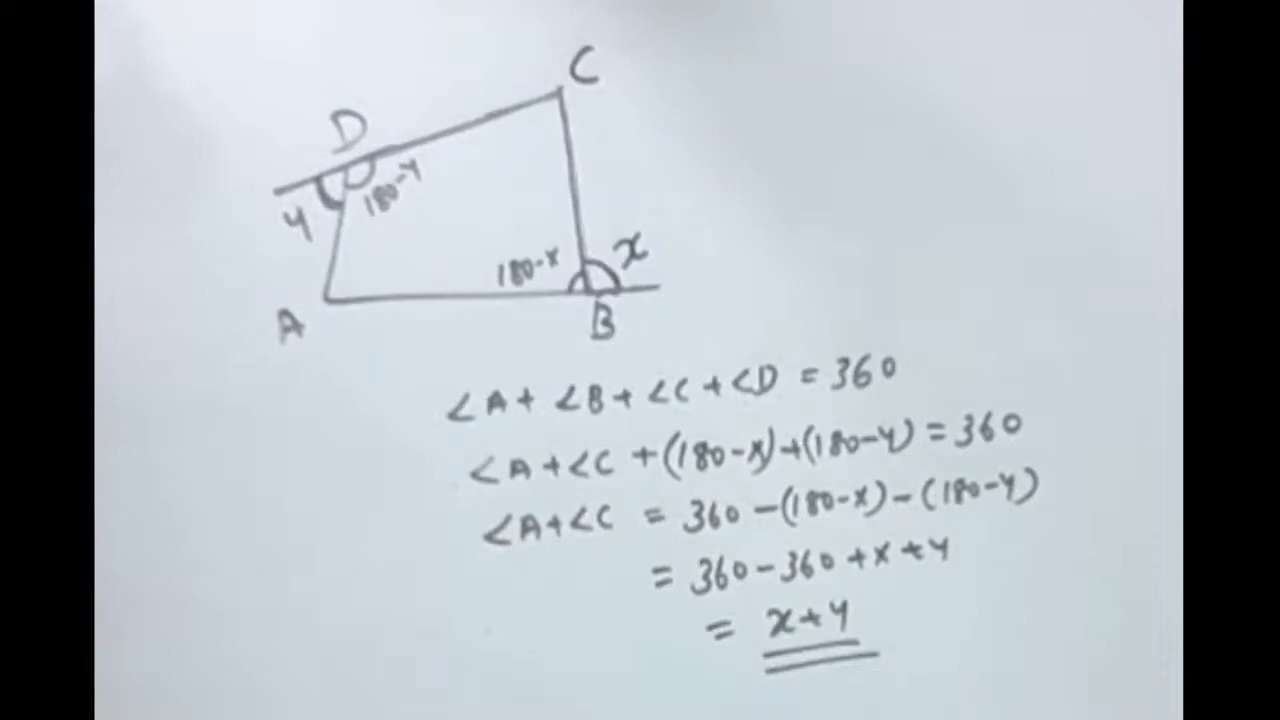 C
D
180-y
y
180-x
x
A
B
∠A + ∠B + ∠C + ∠D = 360
∠A + ∠C + (180-x) + (180-y) = 360
∠A + ∠C = 360 - (180-x) - (180-y)
= 360 - 360 + x + y
= x + y